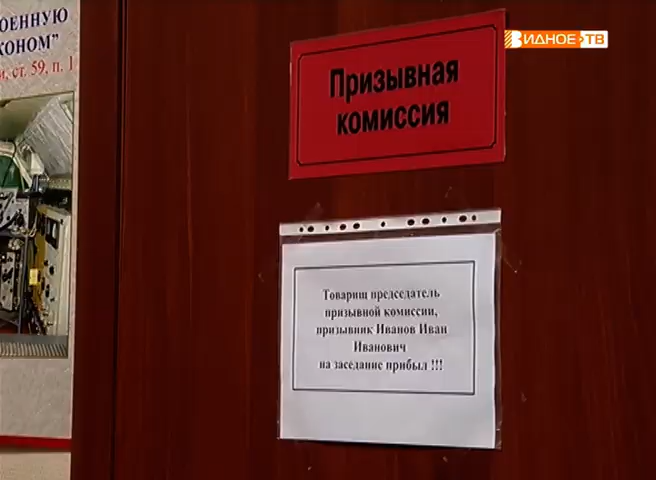 ОЕННУЮ
КОНОМ"
ст. 59, п. 1
ВИДНОЕ-ТВ
Призывная
комиссия
Товарищ председатель
призывной комиссии,
призывник Иванов Иван
Иванович
на заседание прибыл !!!